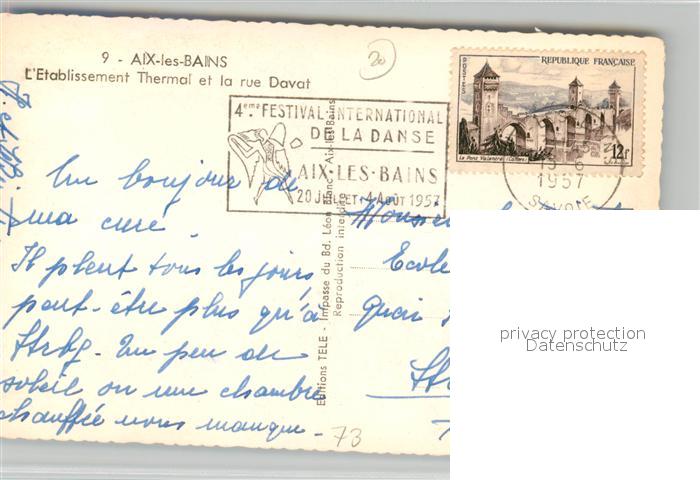 9 - AIX-les-BAINS
L'Etablissement Thermal et la rue Davat
20
4eme FESTIVAL INTERNATIONAL
DE LA DANSE
AIX-LES-BAINS
20 JUILLET-4 AOÛT 1957
POSTES
REPUBLIQUE FRANÇAISE
Le Pont Valentré (Cahors)
12f
1957
SAVOIE
Un bonjour de
ma cure.
Il pleut tous les jours,
peut-être plus qu'à
Strbg. Un peu de
soleil ou une chambre
chauffée nous manque.
Editions TELE - Impasse du Bd. Léon Blanc - Aix-les-Bains
Reproduction interdite
Monsieur
Ecole
Quai
Str
73
privacy protection
Datenschutz